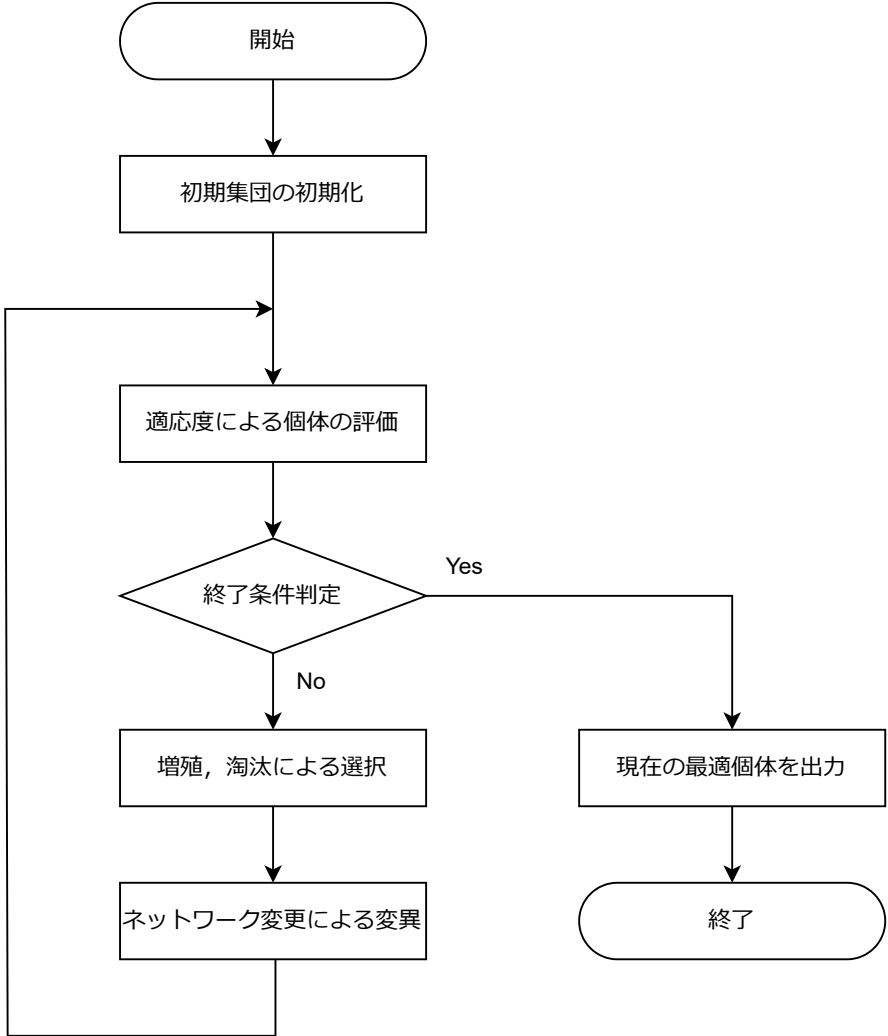 開始
初期集団の初期化
適応度による個体の評価
終了条件判定
Yes
No
増殖，淘汰による選択
現在の最適個体を出力
ネットワーク変更による変異
終了